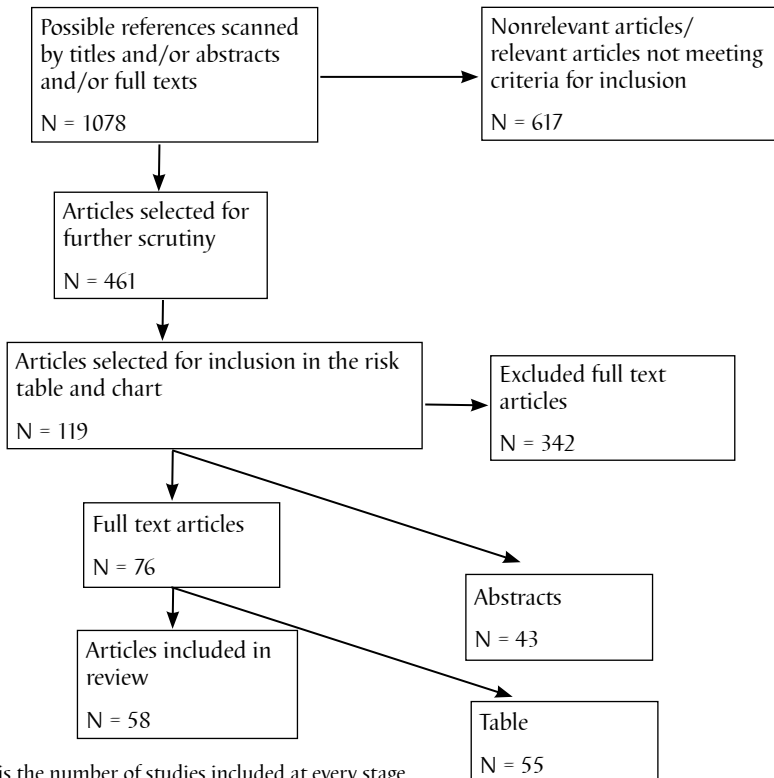 Possible references scanned
by titles and/or abstracts
and/or full texts
N = 1078
Nonrelevant articles/
relevant articles not meeting
criteria for inclusion
N = 617
Articles selected for
further scrutiny
N = 461
Articles selected for inclusion in the risk
table and chart
N = 119
Excluded full text
articles
N = 342
Full text articles
N = 76
Abstracts
N = 43
Articles included in
review
N = 58
Table
N = 55
is the number of studies included at every stage